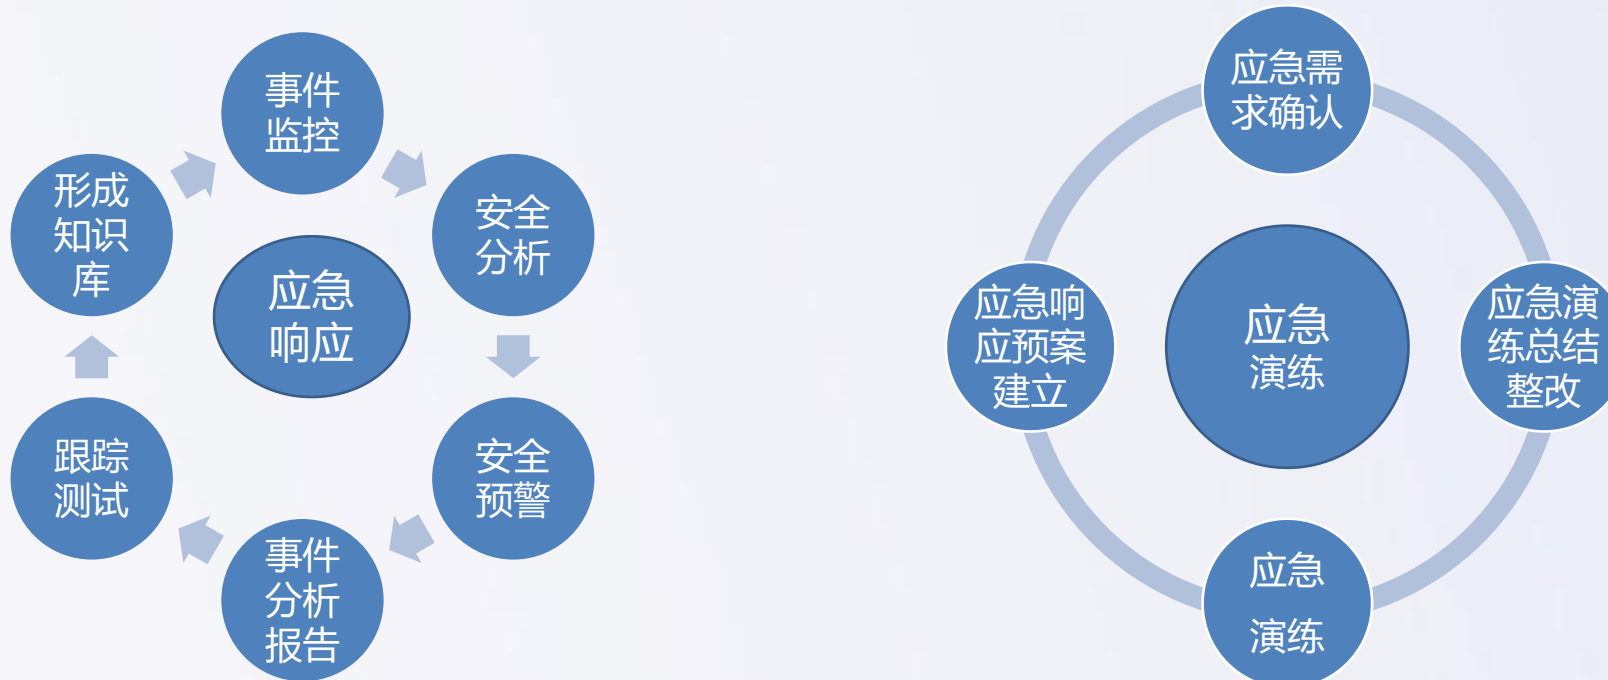 事件
监控
安全
分析
安全
预警
事件
分析
报告
跟踪
测试
形成
知识
库
应急
响应
应急需
求确认
应急演
练总结
整改
应急
演练
应急响
应预案
建立
应急
演练